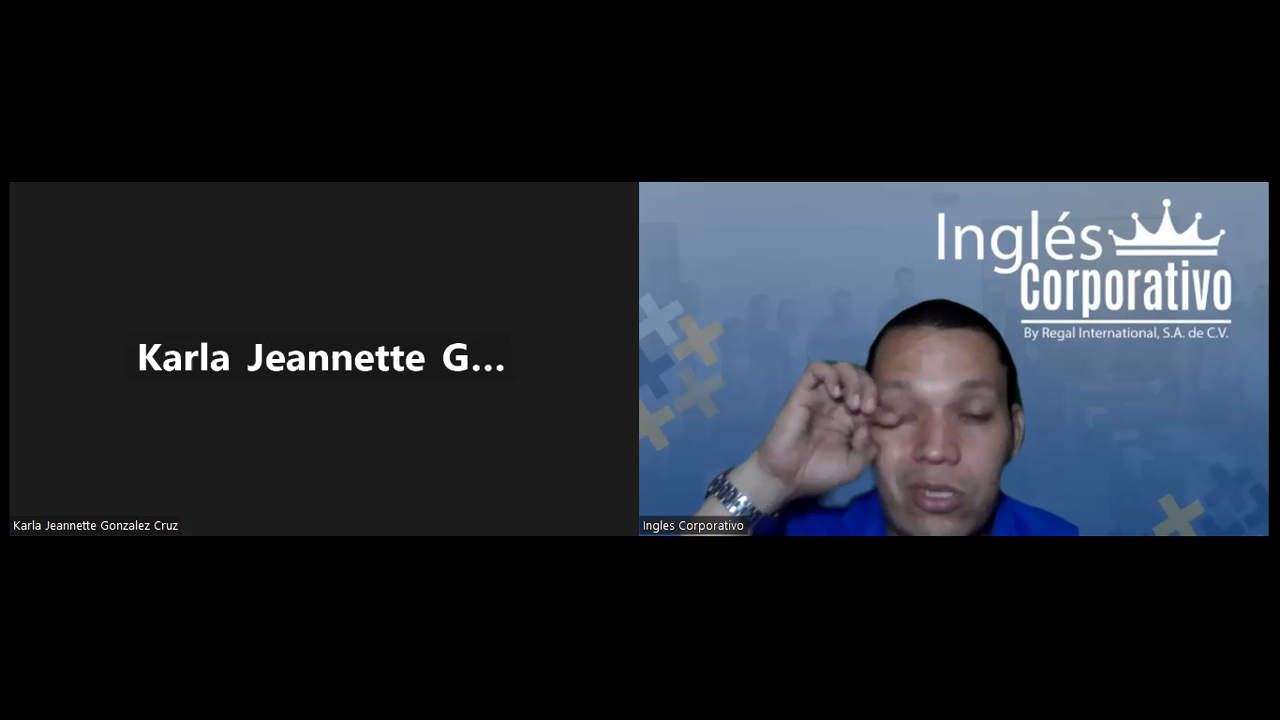 Karla Jeannette G...
Karla Jeannette Gonzalez Cruz
Inglés
Corporativo
By Regal International, S.A. de C.V.
Ingles Corporativo